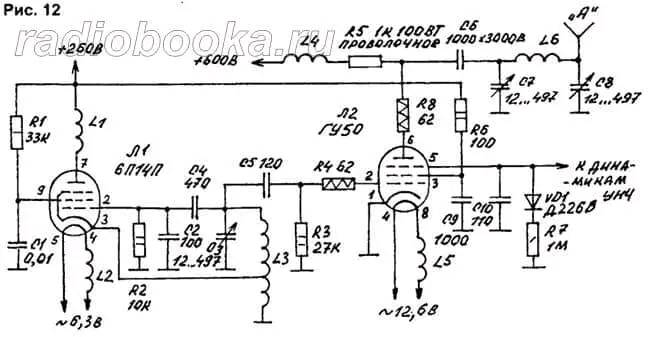 Рис. 12
radiobooka.ru
+260В
+600В
L4
R5 1К 100ВТ
ПРОВОЛОЧНОЕ
C6
1000×3000В
L6
„А"
C7
12...497
C8
12...497
R1
33К
L1
Л1
6П14П
7
9
2
3
5
4
C1
0,01
L2
~6,3В
R2
10К
C4
470
C2
100
C3
12...497
L3
C5 120
R3
27К
R4 62
Л2
ГУ50
R8
62
R6
100
6
5
3
2
1
4
8
C9
1000
C10
110
L5
~12,6В
К ДИНА-
МИКАМ
УНЧ
VD1
Д226В
R7
1М